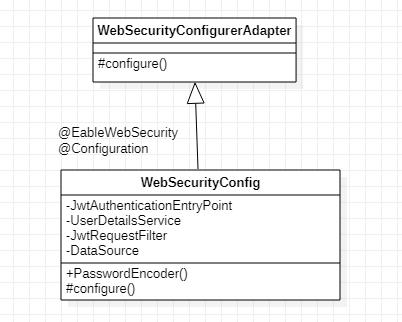 WebSecurityConfigurerAdapter
#configure()
@EableWebSecurity
@Configuration
WebSecurityConfig
-JwtAuthenticationEntryPoint
-UserDetailsService
-JwtRequestFilter
-DataSource
+PasswordEncoder()
#configure()